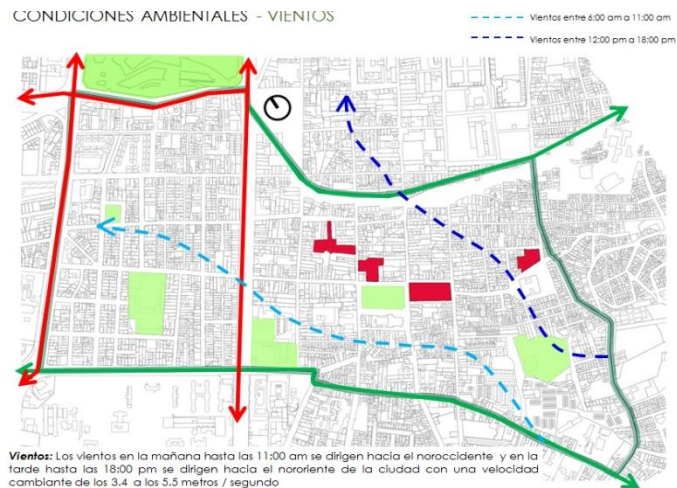 CONDICIONES AMBIENTALES - VIENTOS
Vientos entre 6:00 am a 11:00 am
Vientos entre 12:00 pm a 18:00 pm
Vientos: Los vientos en la mañana hasta las 11:00 am se dirigen hacia el noroccidente y en la
tarde hasta las 18:00 pm se dirigen hacia el nororiente de la ciudad con una velocidad
cambiante de los 3.4 a los 5.5 metros / segundo